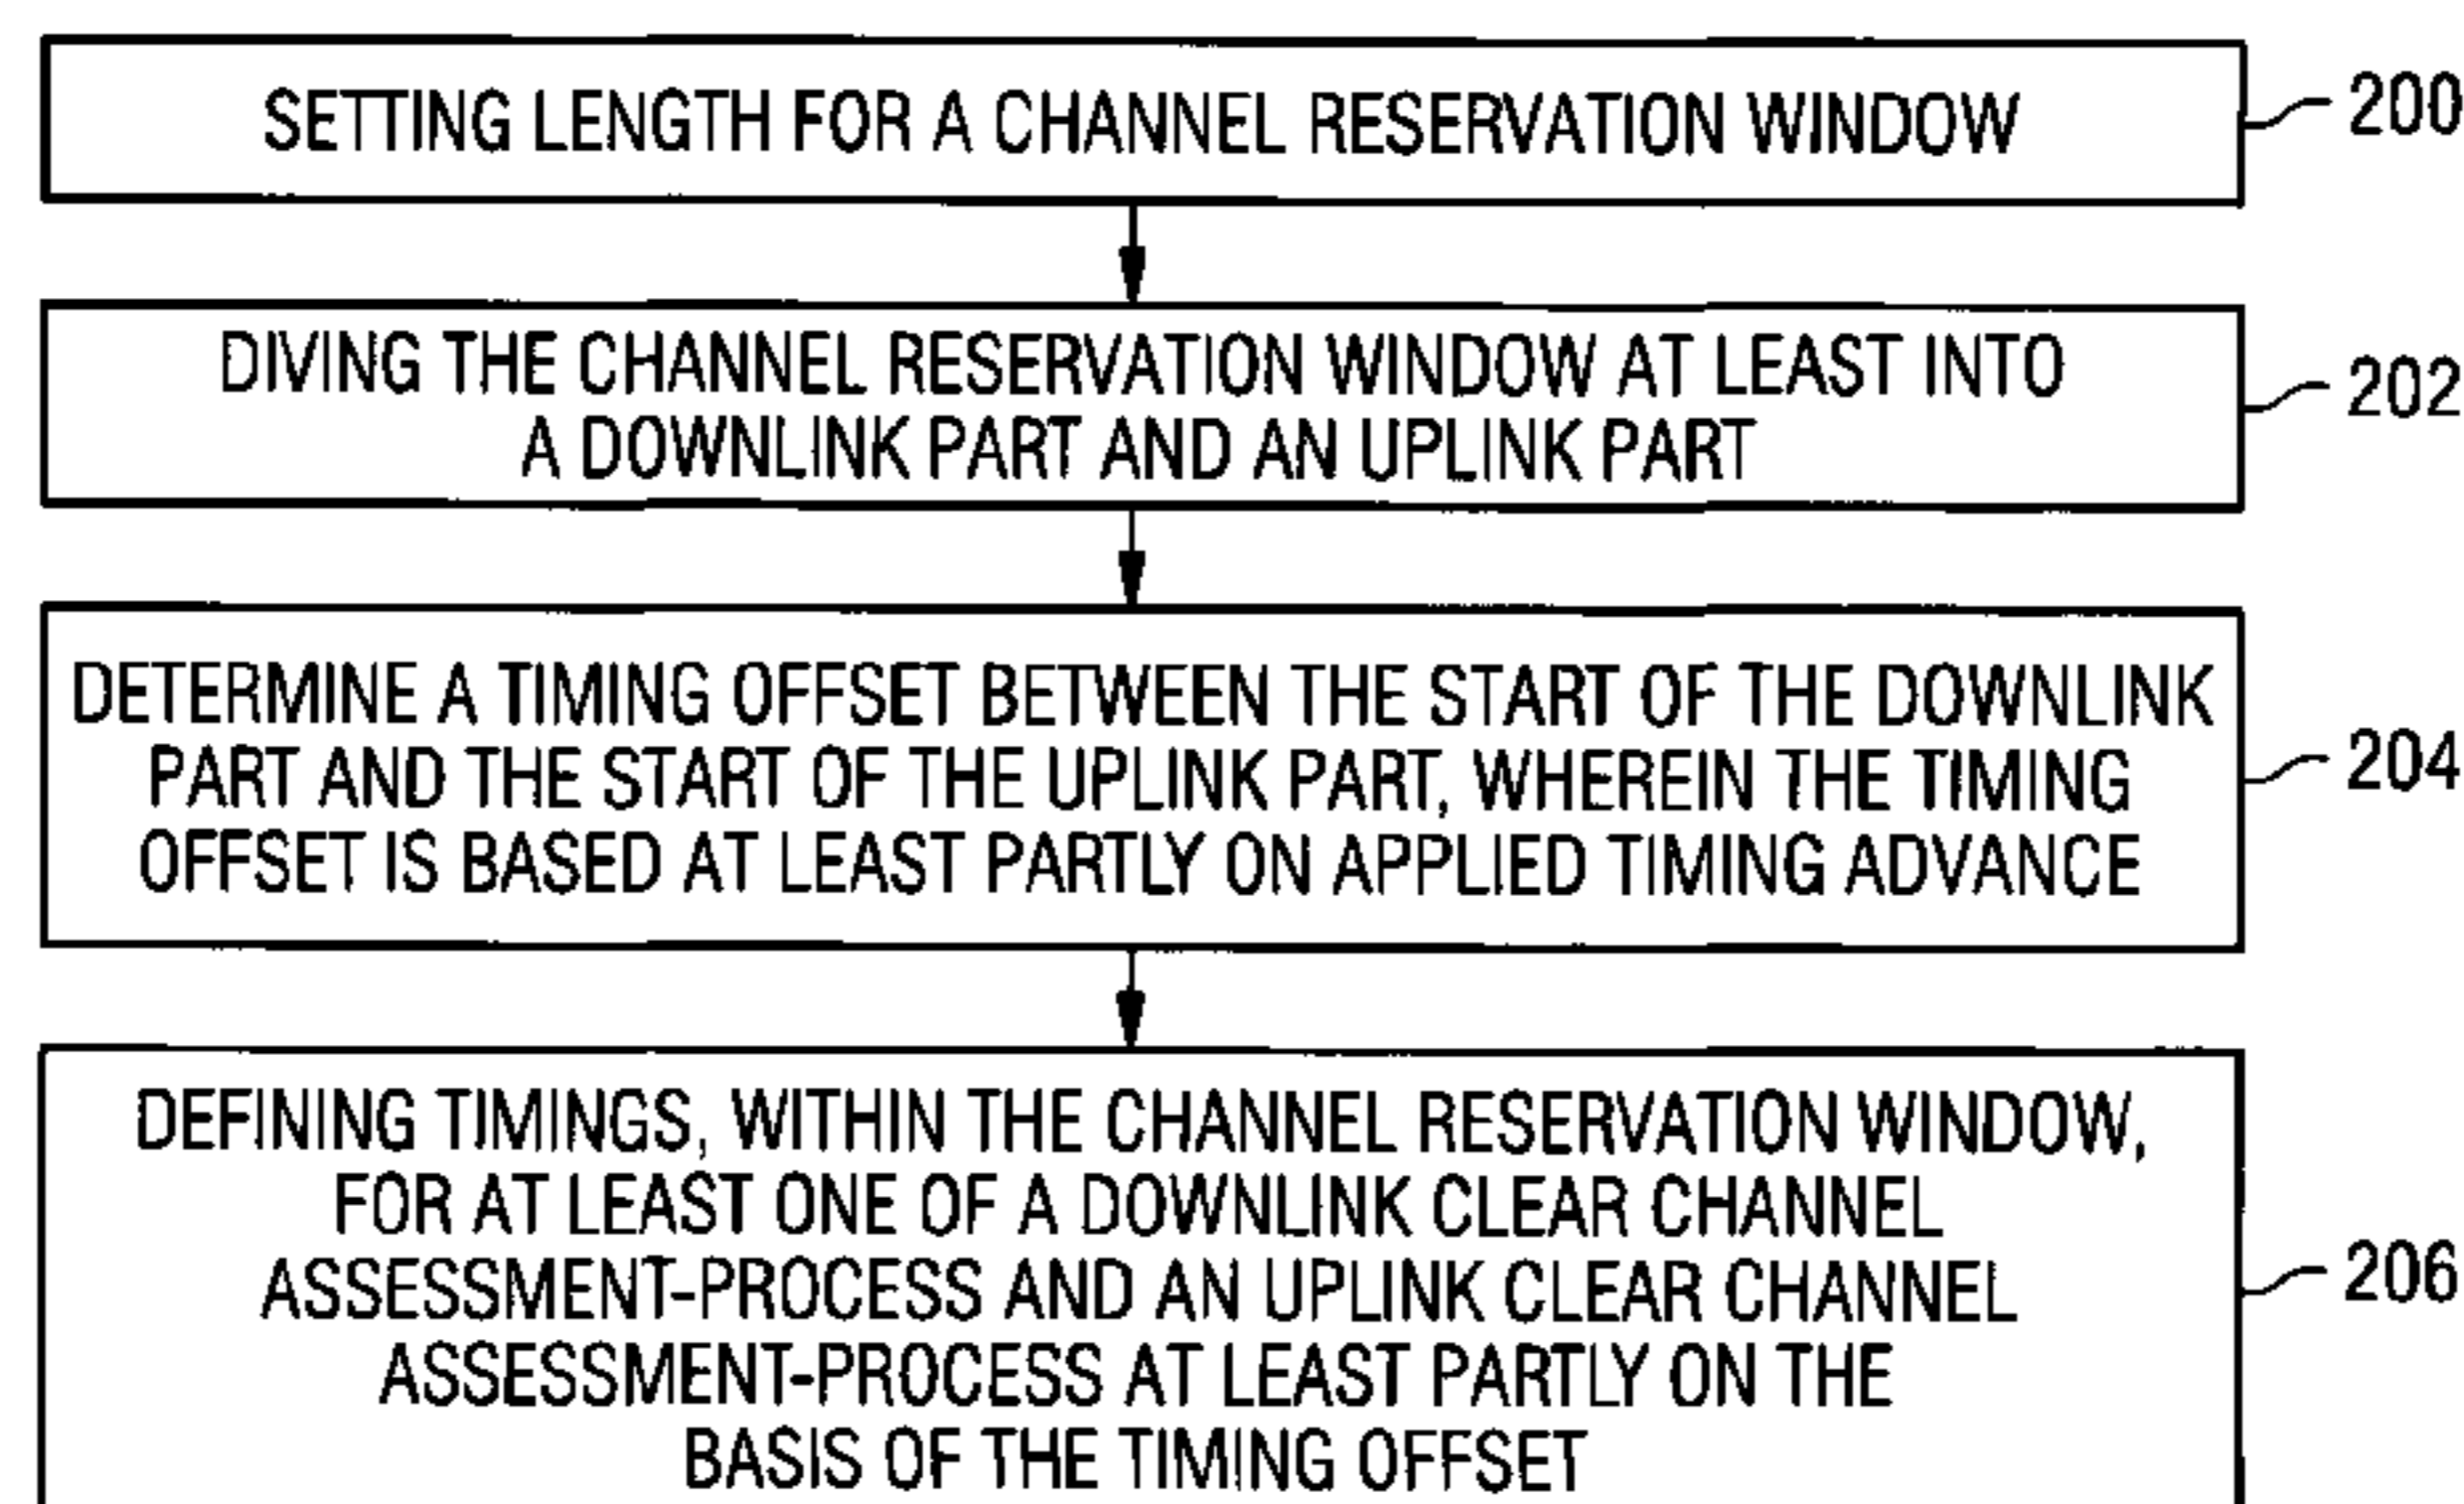 SETTING LENGTH FOR A CHANNEL RESERVATION WINDOW
200
DIVING THE CHANNEL RESERVATION WINDOW AT LEAST INTO
A DOWNLINK PART AND AN UPLINK PART
202
DETERMINE A TIMING OFFSET BETWEEN THE START OF THE DOWNLINK
PART AND THE START OF THE UPLINK PART, WHEREIN THE TIMING
OFFSET IS BASED AT LEAST PARTLY ON APPLIED TIMING ADVANCE
204
DEFINING TIMINGS, WITHIN THE CHANNEL RESERVATION WINDOW,
FOR AT LEAST ONE OF A DOWNLINK CLEAR CHANNEL
ASSESSMENT-PROCESS AND AN UPLINK CLEAR CHANNEL
ASSESSMENT-PROCESS AT LEAST PARTLY ON THE
BASIS OF THE TIMING OFFSET
206